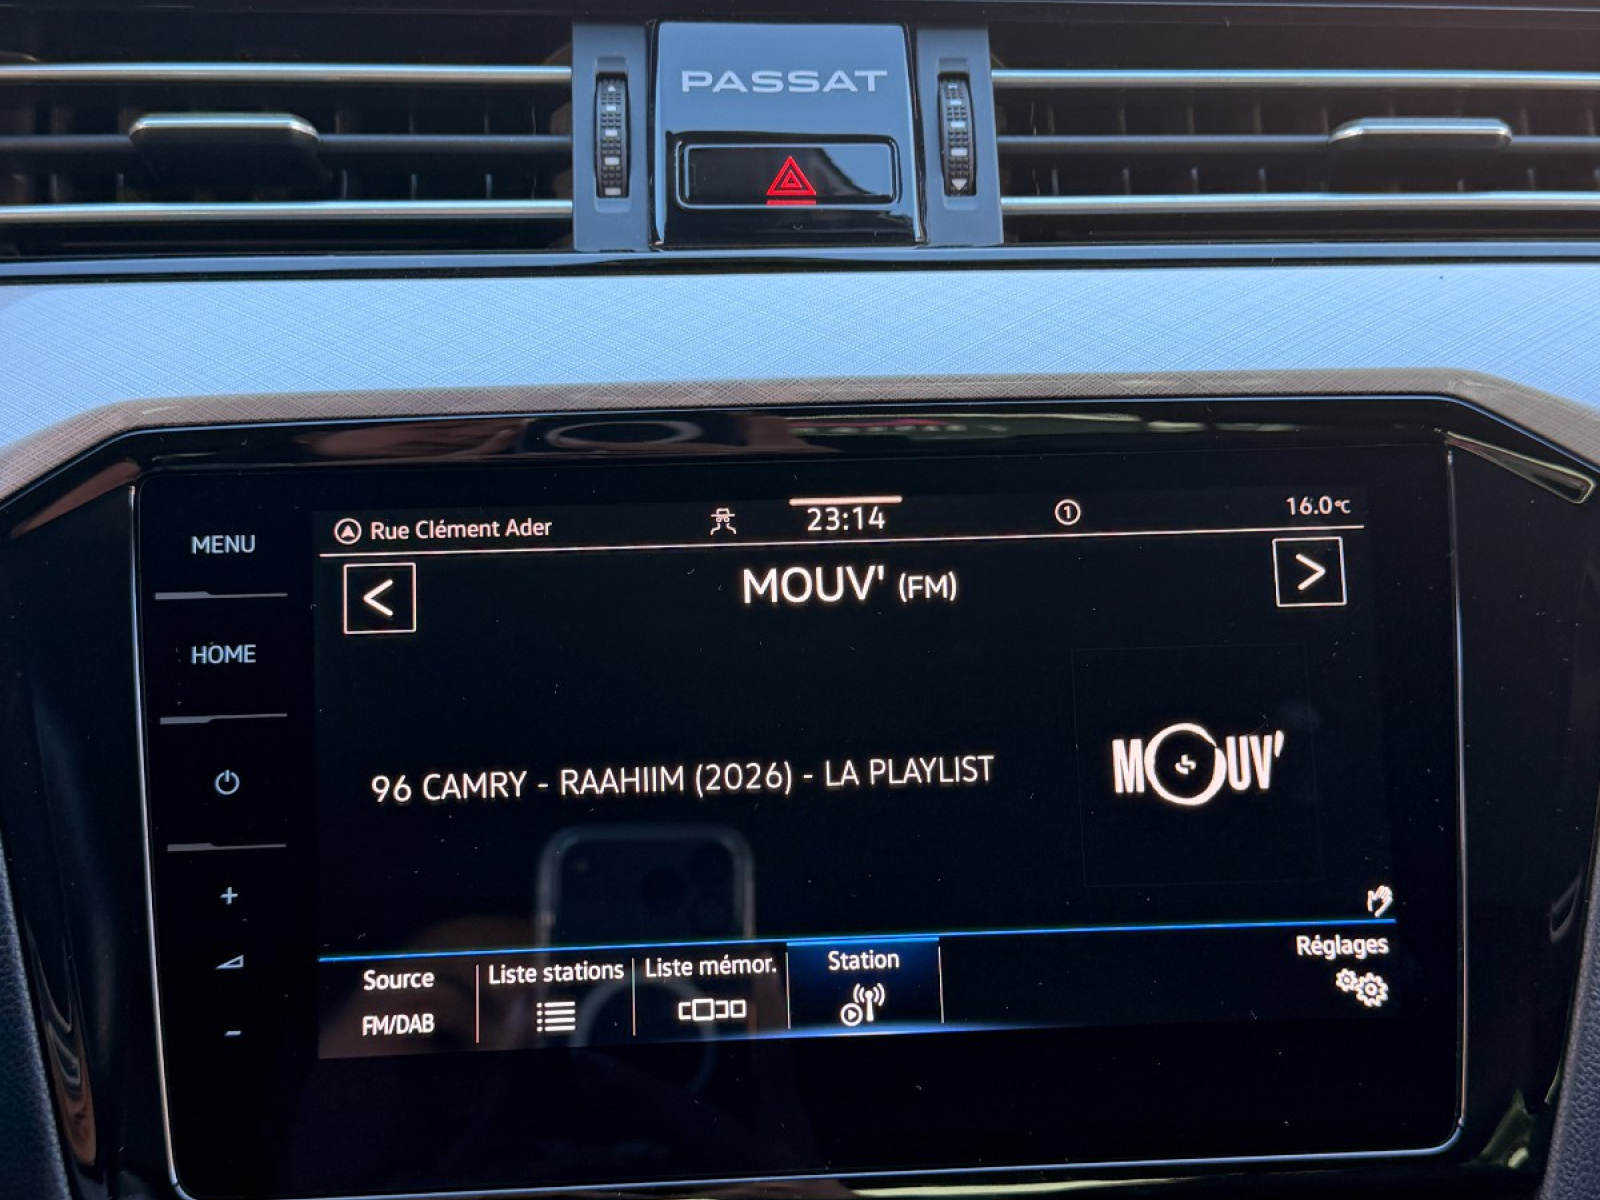 PASSAT
MENU
HOME
Rue Clément Ader
23:14
1
16.0°C
<
MOUV' (FM)
>
96 CAMRY - RAAHIIM (2026) - LA PLAYLIST
MOUV'
+
-
Source
FM/DAB
Liste stations
Liste mémor.
Station
Réglages